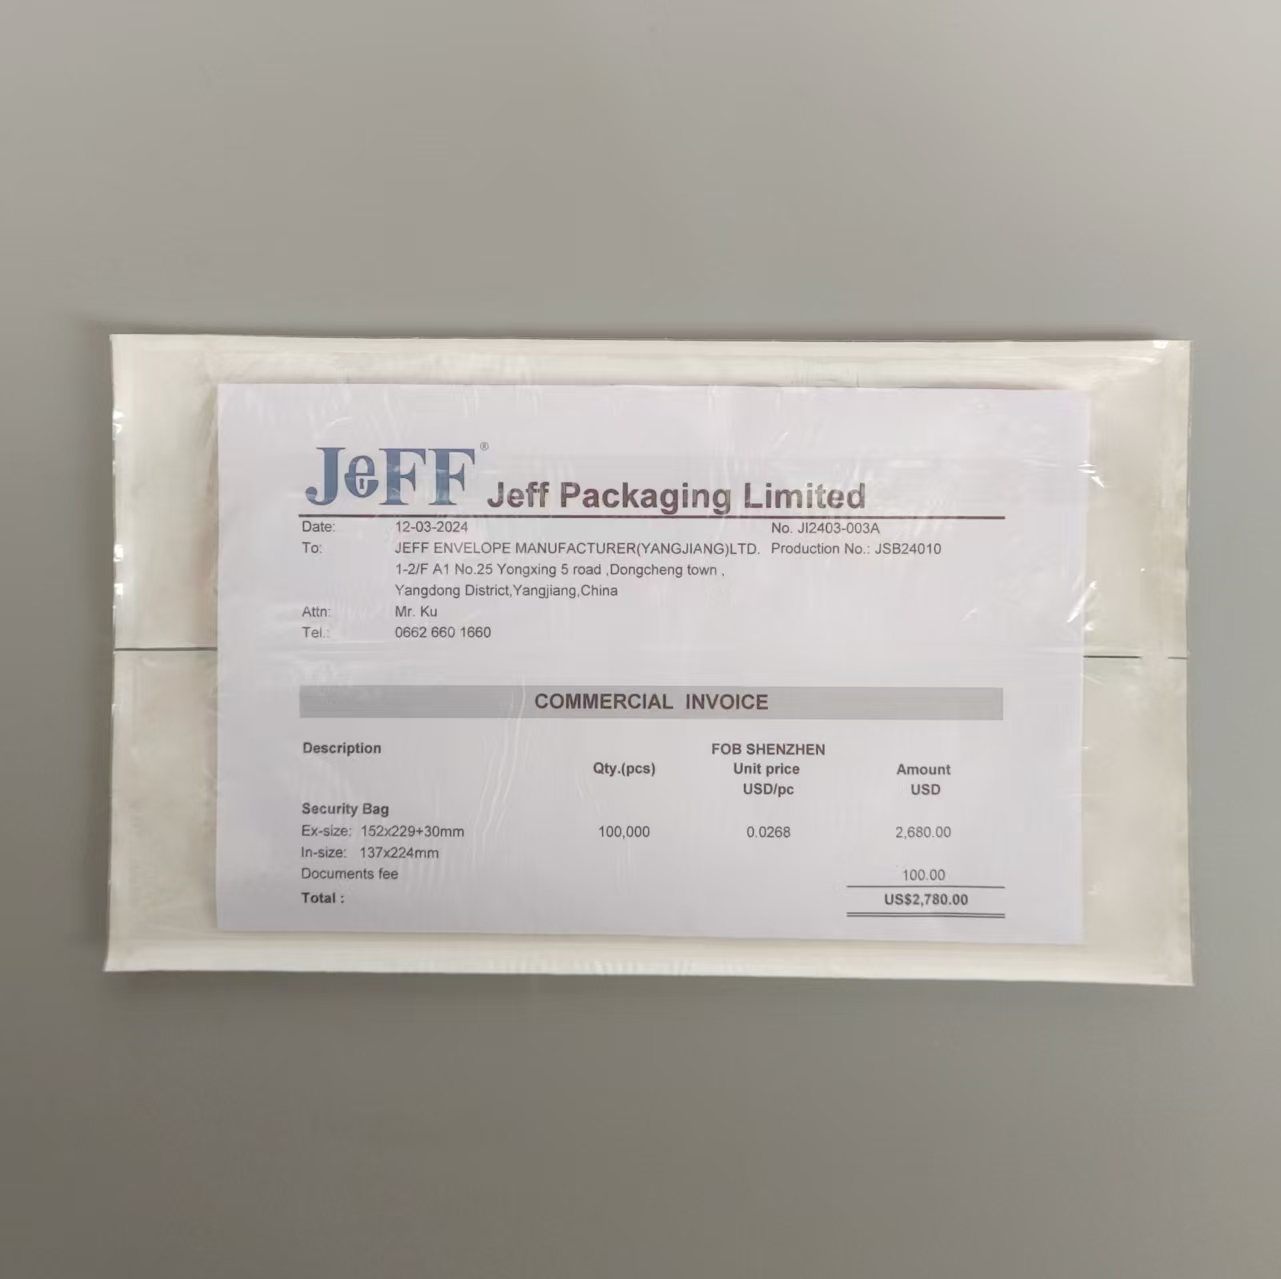 JeFF®
Jeff Packaging Limited
Date: 12-03-2024 No. JI2403-003A
To: JEFF ENVELOPE MANUFACTURER(YANGJIANG)LTD. Production No.: JSB24010
1-2/F A1 No.25 Yongxing 5 road ,Dongcheng town ,
Yangdong District,Yangjiang,China
Attn: Mr. Ku
Tel.: 0662 660 1660
COMMERCIAL INVOICE
Description FOB SHENZHEN
Qty.(pcs) Unit price Amount
USD/pc USD
Security Bag
Ex-size: 152x229+30mm 100,000 0.0268 2,680.00
In-size: 137x224mm
Documents fee 100.00
Total : US$2,780.00